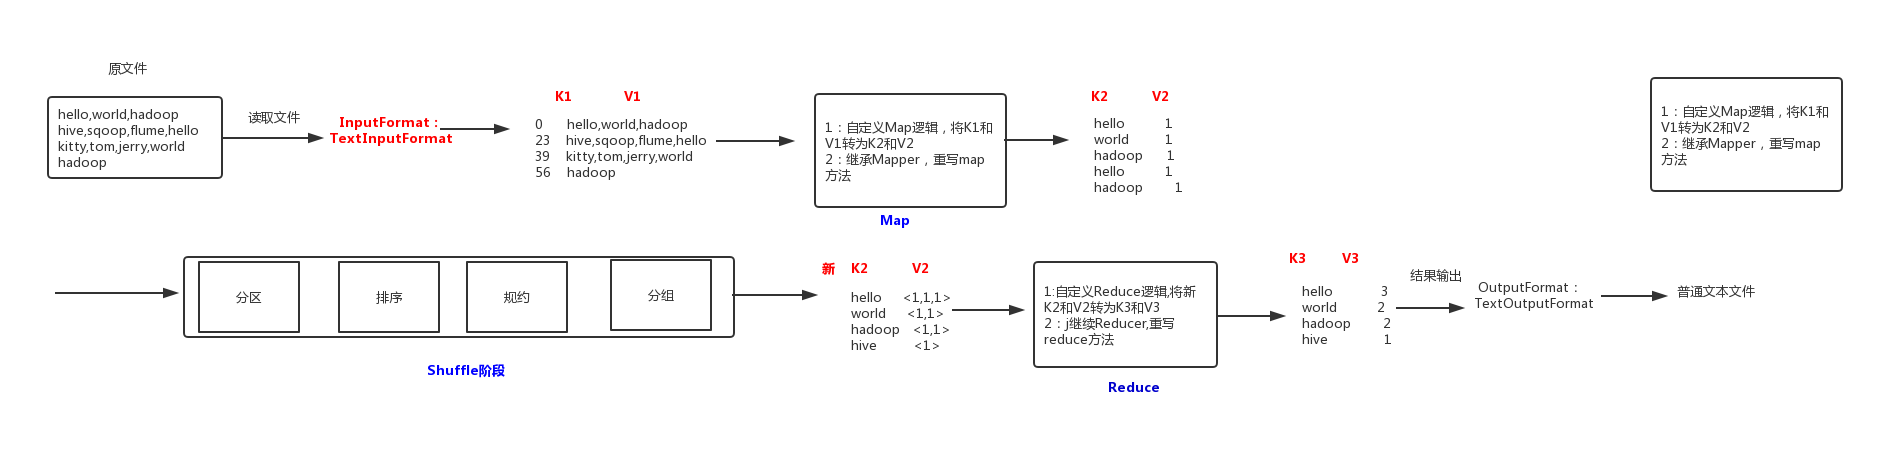 原文件
hello,world,hadoop
hive,sqoop,flume,hello
kitty,tom,jerry,world
hadoop
读取文件
InputFormat：
TextInputFormat
K1 V1
0 hello,world,hadoop
23 hive,sqoop,flume,hello
39 kitty,tom,jerry,world
56 hadoop
1：自定义Map逻辑，将K1和
V1转为K2和V2
2：继承Mapper，重写map
方法
Map
K2 V2
hello 1
world 1
hadoop 1
hello 1
hadoop 1
1：自定义Map逻辑，将K1和
V1转为K2和V2
2：继承Mapper，重写map
方法
分区
排序
规约
分组
Shuffle阶段
新 K2 V2
hello <1,1,1>
world <1,1>
hadoop <1,1>
hive <1>
1:自定义Reduce逻辑,将新
K2和V2转为K3和V3
2：j继续Reducer,重写
reduce方法
Reduce
K3 V3
hello 3
world 2
hadoop 2
hive 1
结果输出
OutputFormat：
TextOutputFormat
普通文本文件